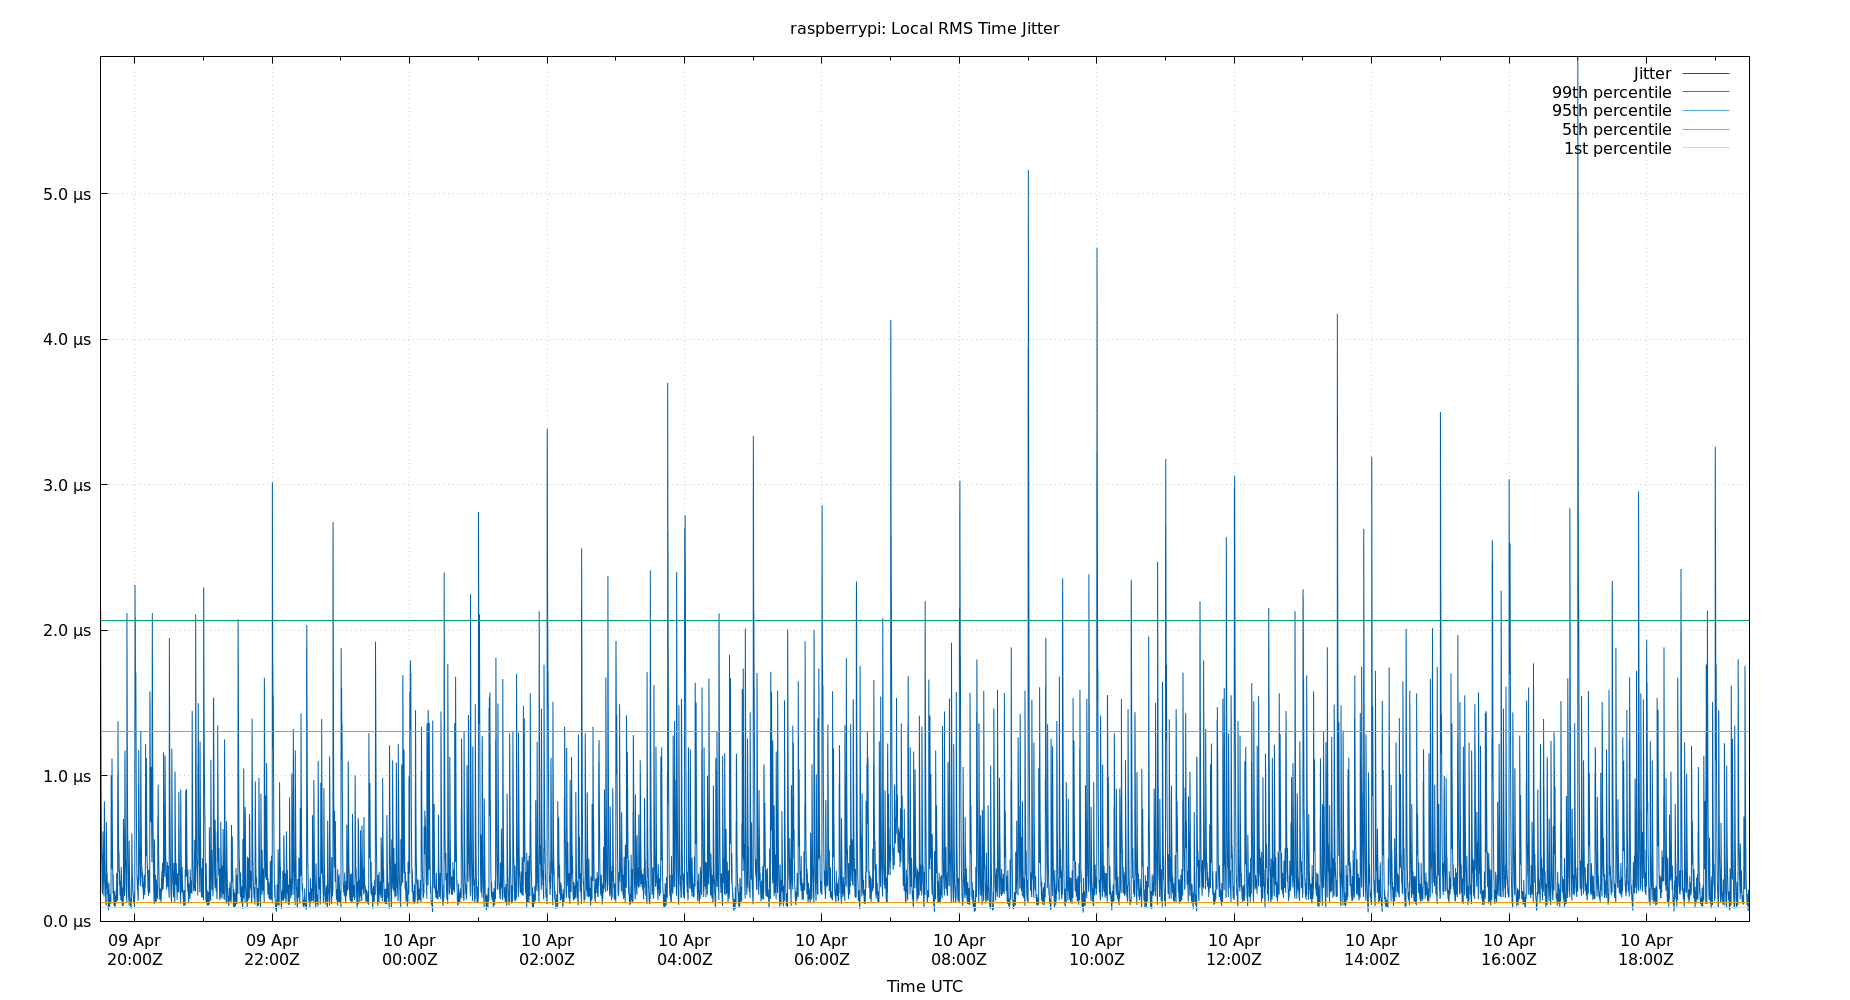 raspberrypi: Local RMS Time Jitter
Jitter
99th percentile
95th percentile
5th percentile
1st percentile
5.0 µs
4.0 µs
3.0 µs
2.0 µs
1.0 µs
0.0 µs
09 Apr 09 Apr 10 Apr 10 Apr 10 Apr 10 Apr 10 Apr 10 Apr 10 Apr 10 Apr 10 Apr 10 Apr
20:00Z 22:00Z 00:00Z 02:00Z 04:00Z 06:00Z 08:00Z 10:00Z 12:00Z 14:00Z 16:00Z 18:00Z
Time UTC